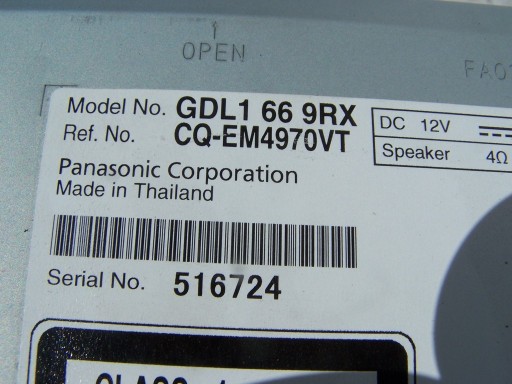 OPEN
Model No. GDL1 66 9RX
Ref. No. CQ-EM4970VT
DC 12V
Speaker 4Ω
Panasonic Corporation
Made in Thailand
Serial No. 516724